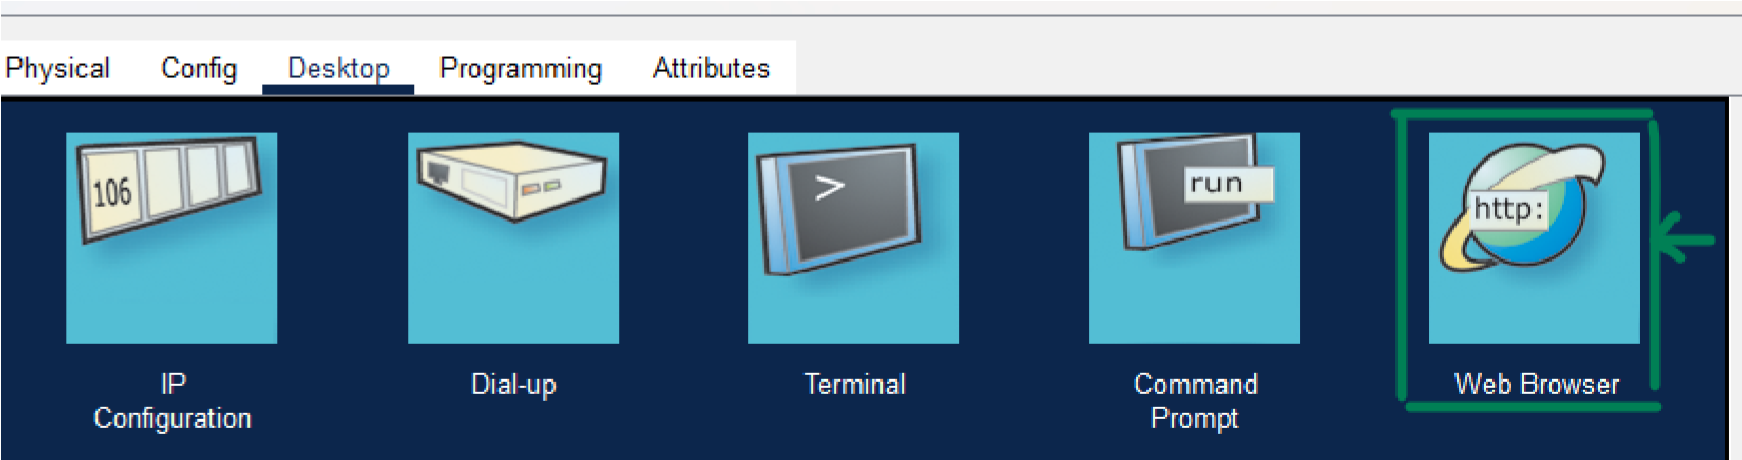 Physical Config Desktop Programming Attributes
106
>
run
http:
IP
Configuration
Dial-up
Terminal
Command
Prompt
Web Browser